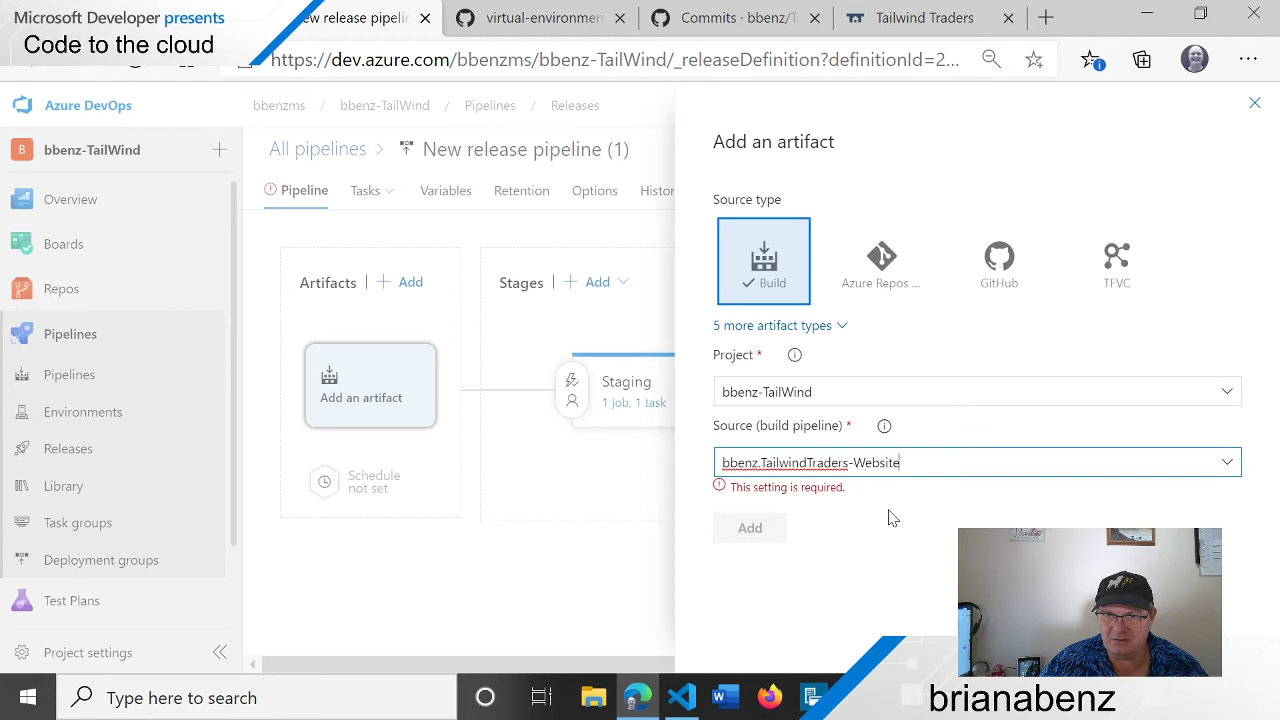 Microsoft Developer presents
Code to the cloud
New release pipelin
virtual-environmen
Commits · bbenz/T
Tailwind Traders
https://dev.azure.com/bbenzms/bbenz-TailWind/_releaseDefinition?definitionId=2...
Azure DevOps
bbenzms / bbenz-TailWind / Pipelines / Releases
B bbenz-TailWind
All pipelines > New release pipeline (1)
Pipeline Tasks Variables Retention Options Histor
Overview
Boards
Repos
Pipelines
Pipelines
Environments
Releases
Library
Task groups
Deployment groups
Test Plans
Project settings
Artifacts | + Add
Stages | + Add
Add an artifact
Schedule
not set
Staging
1 job, 1 task
Add an artifact
Source type
Build
Azure Repos ...
GitHub
TFVC
5 more artifact types
Project *
bbenz-TailWind
Source (build pipeline) *
bbenz.TailwindTraders-Website
This setting is required.
Add
Type here to search
brianabenz